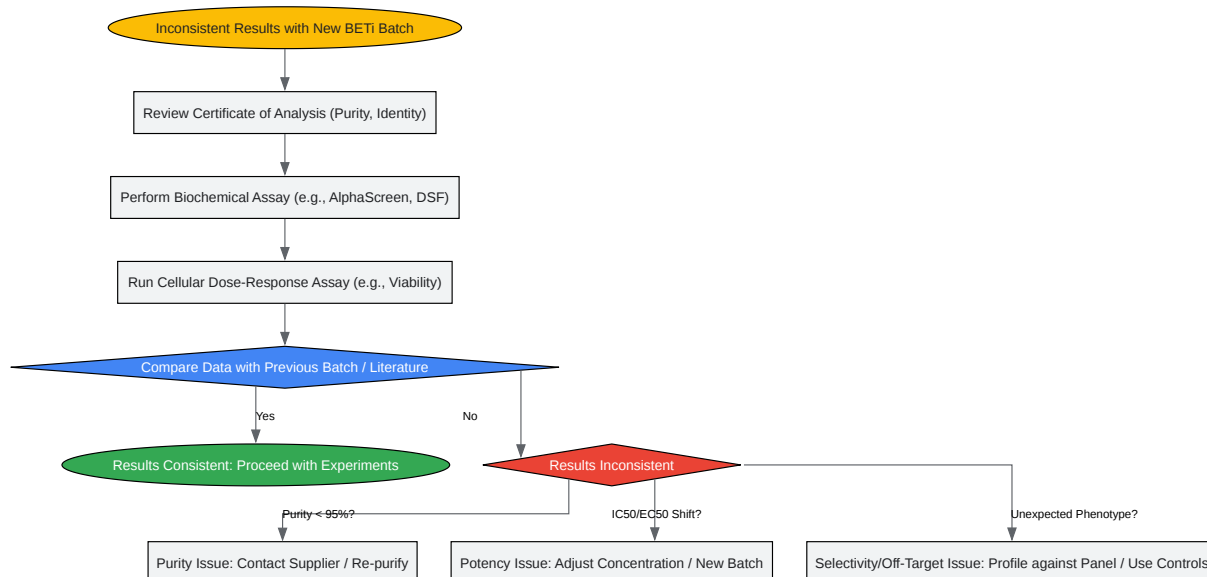 Inconsistent Results with New BETi Batch
Review Certificate of Analysis (Purity, Identity)
Perform Biochemical Assay (e.g., AlphaScreen, DSF)
Run Cellular Dose-Response Assay (e.g., Viability)
Compare Data with Previous Batch / Literature
Yes
No
Results Consistent: Proceed with Experiments
Results Inconsistent
Purity < 95%?
IC50/EC50 Shift?
Unexpected Phenotype?
Purity Issue: Contact Supplier / Re-purify
Potency Issue: Adjust Concentration / New Batch
Selectivity/Off-Target Issue: Profile against Panel / Use Controls